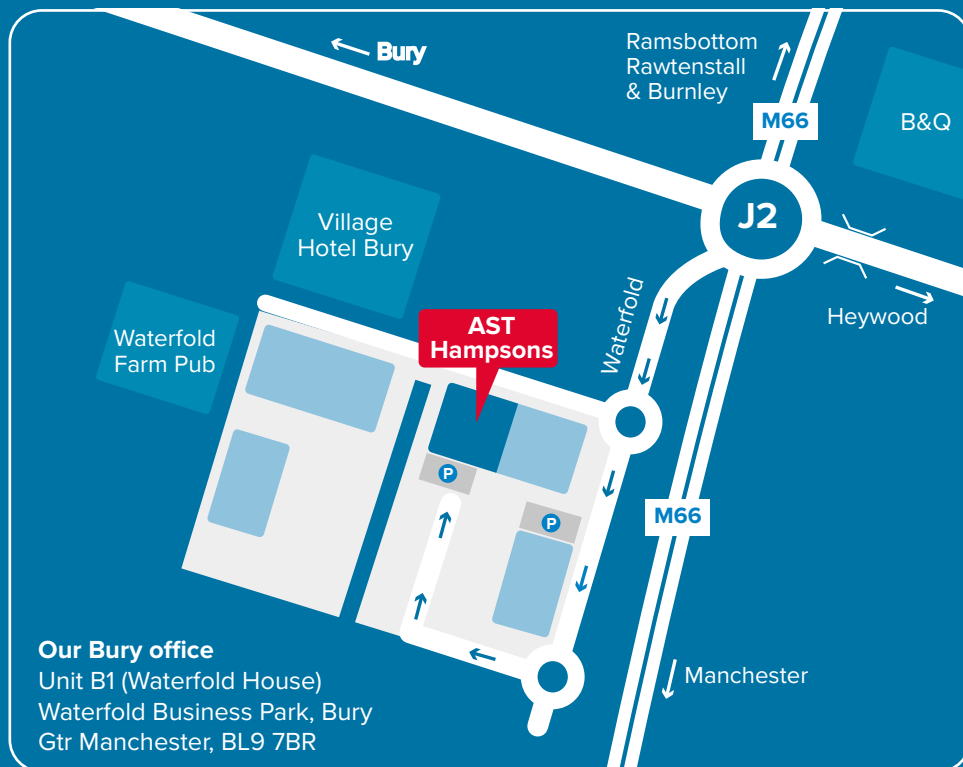 Bury
Ramsbottom
Rawtenstall
& Burnley
M66
B&Q
J2
Village
Hotel Bury
Waterfold
Heywood
AST
Hampsons
Waterfold
Farm Pub
P
P
M66
Manchester
Our Bury office
Unit B1 (Waterfold House)
Waterfold Business Park, Bury
Gtr Manchester, BL9 7BR